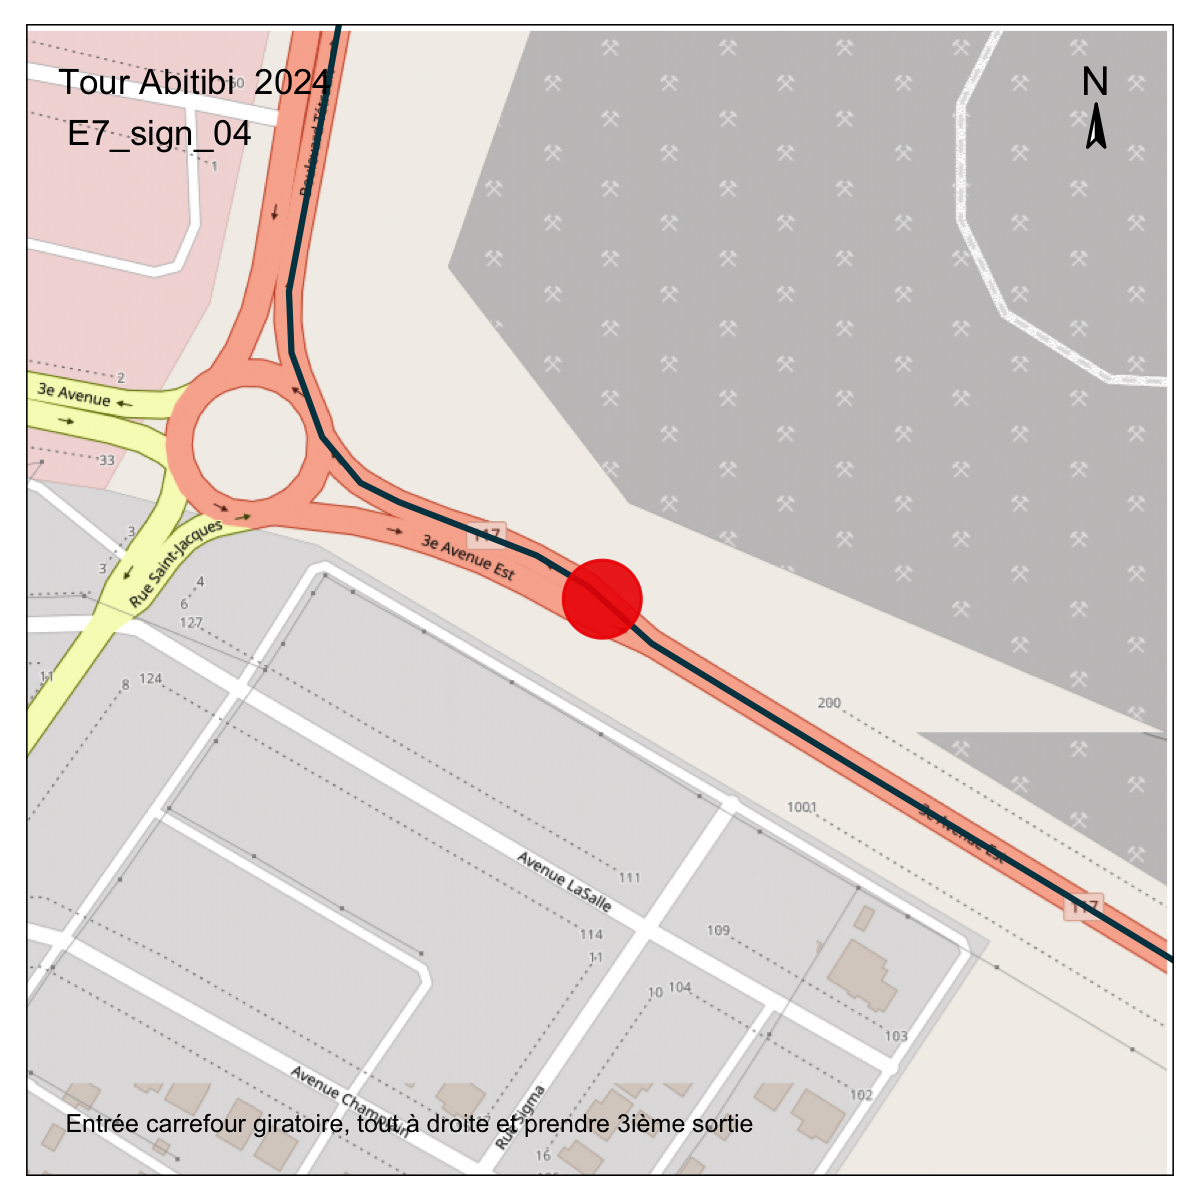 Tour Abitibi 2024
N
60
E7_sign_04
1
2
3e Avenue
33
117
3
Rue Saint-Jacques
3e Avenue Est
3
4
6
127
11
8
124
200
1001
3e Avenue Est
117
Avenue LaSalle
111
114
109
11
10
104
103
102
Avenue Champlain
Rue Sigma
Entrée carrefour giratoire, tout à droite et prendre 3ième sortie
16